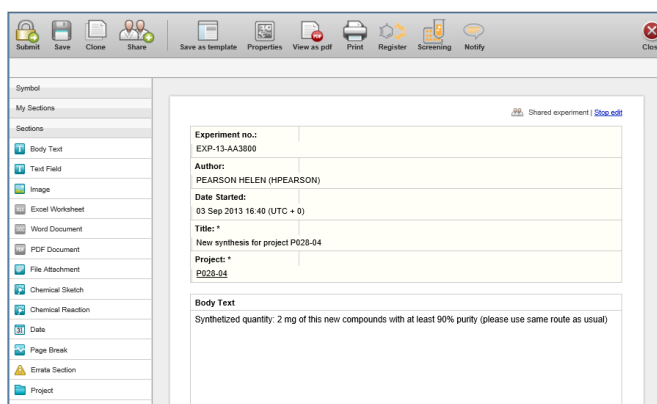 Submit Save Clone Share Save as template Properties View as pdf Print Register Screening Notify Clos
Symbol
My Sections
Sections
Body Text
Text Field
Image
Excel Worksheet
Word Document
PDF Document
File Attachment
Chemical Sketch
Chemical Reaction
Date
Page Break
Errata Section
Project
Shared experiment | Stop edit
Experiment no.:
EXP-13-AA3800
Author:
PEARSON HELEN (HPEARSON)
Date Started:
03 Sep 2013 16:40 (UTC + 0)
Title: *
New synthesis for project P028-04
Project: *
P028-04
Body Text
Synthetized quantity: 2 mg of this new compounds with at least 90% purity (please use same route as usual)